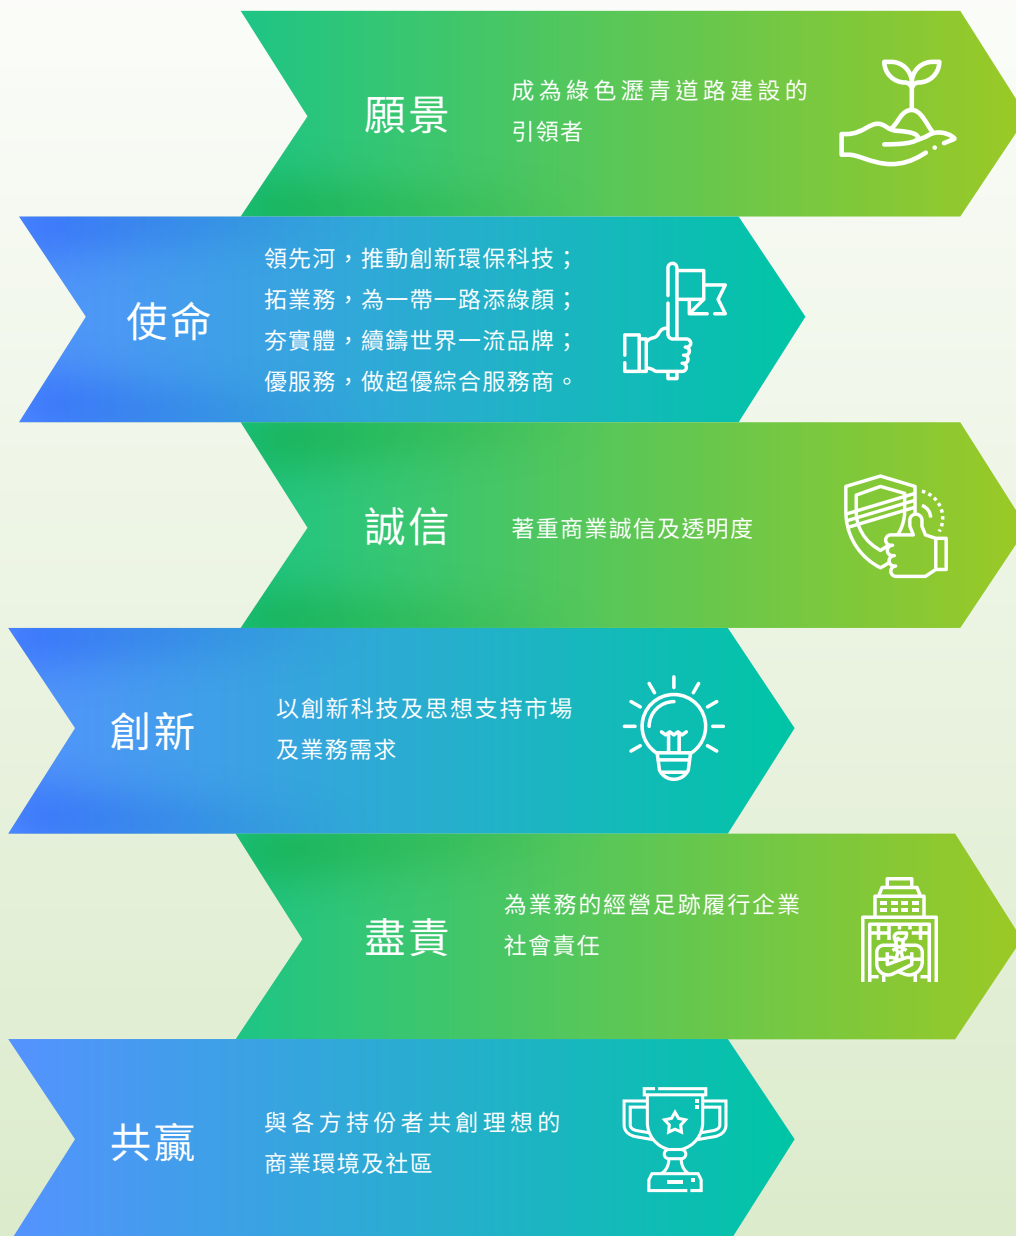 願景
成為綠色瀝青道路建設的
引領者
使命
領先河，推動創新環保科技；
拓業務，為一帶一路添綠顏；
夯實體，續鑄世界一流品牌；
優服務，做超優綜合服務商。
誠信
著重商業誠信及透明度
創新
以創新科技及思想支持市場
及業務需求
盡責
為業務的經營足跡履行企業
社會責任
共贏
與各方持份者共創理想的
商業環境及社區